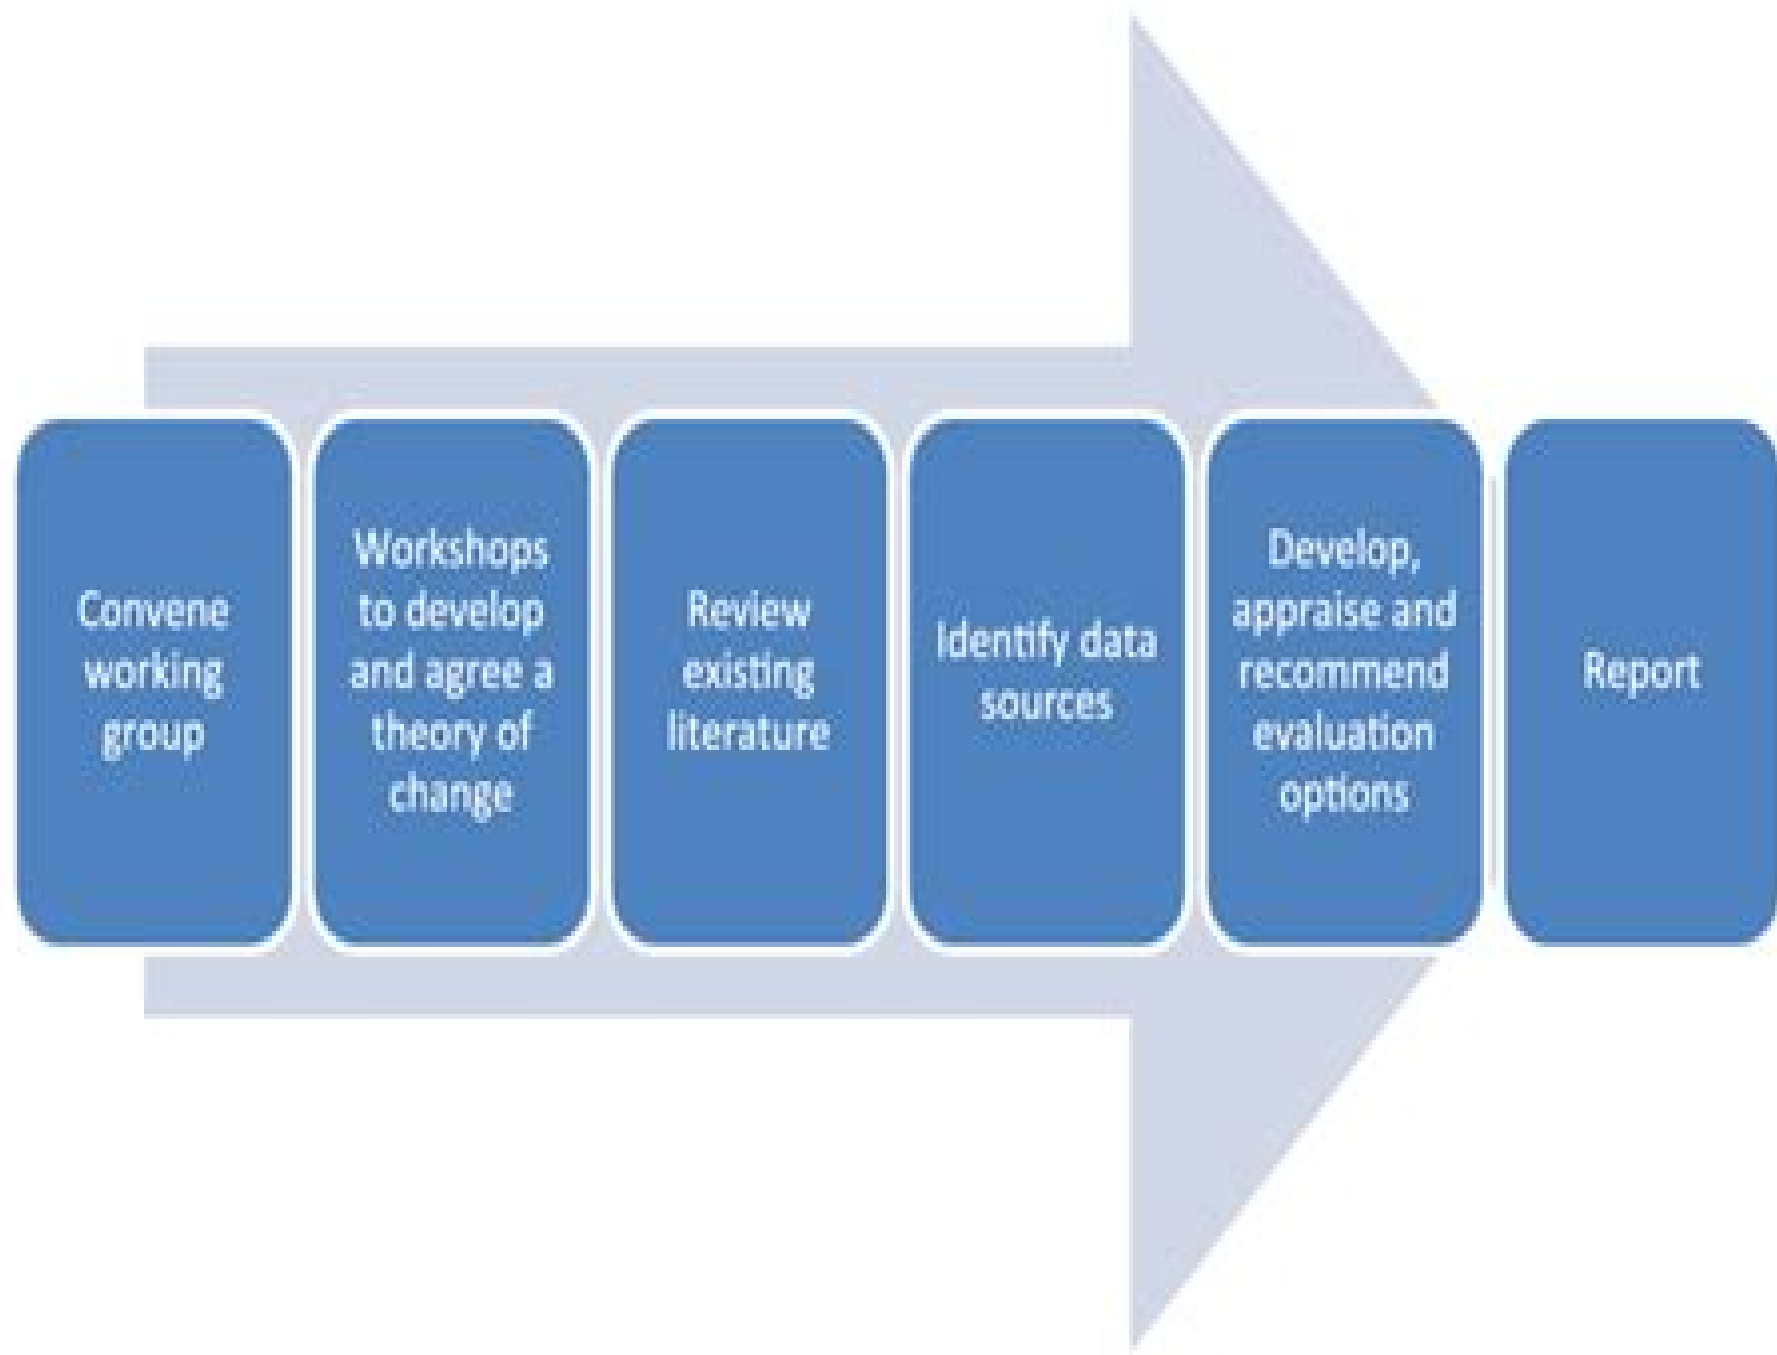 Convene
working
group
Workshops
to develop
and agree a
theory of
change
Review
existing
literature
Identify data
sources
Develop,
appraise and
recommend
evaluation
options
Report